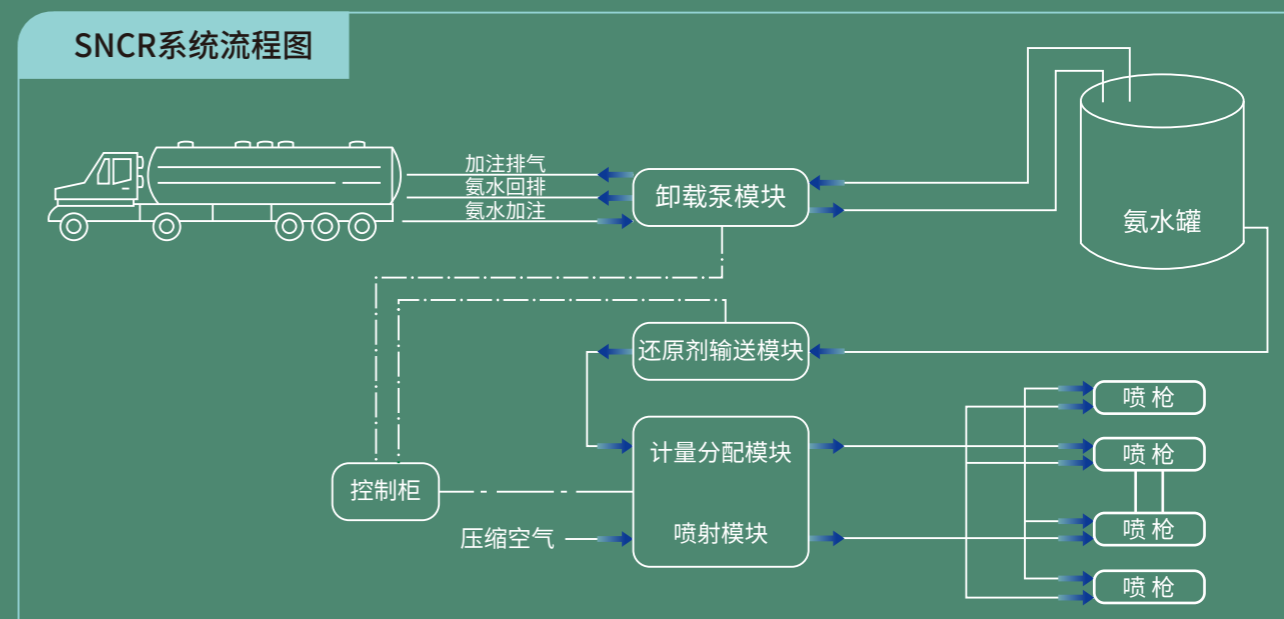 SNCR系统流程图
加注排气
氨水回排
氨水加注
卸载泵模块
氨水罐
还原剂输送模块
计量分配模块
喷射模块
控制柜
压缩空气
喷枪
喷枪
喷枪
喷枪